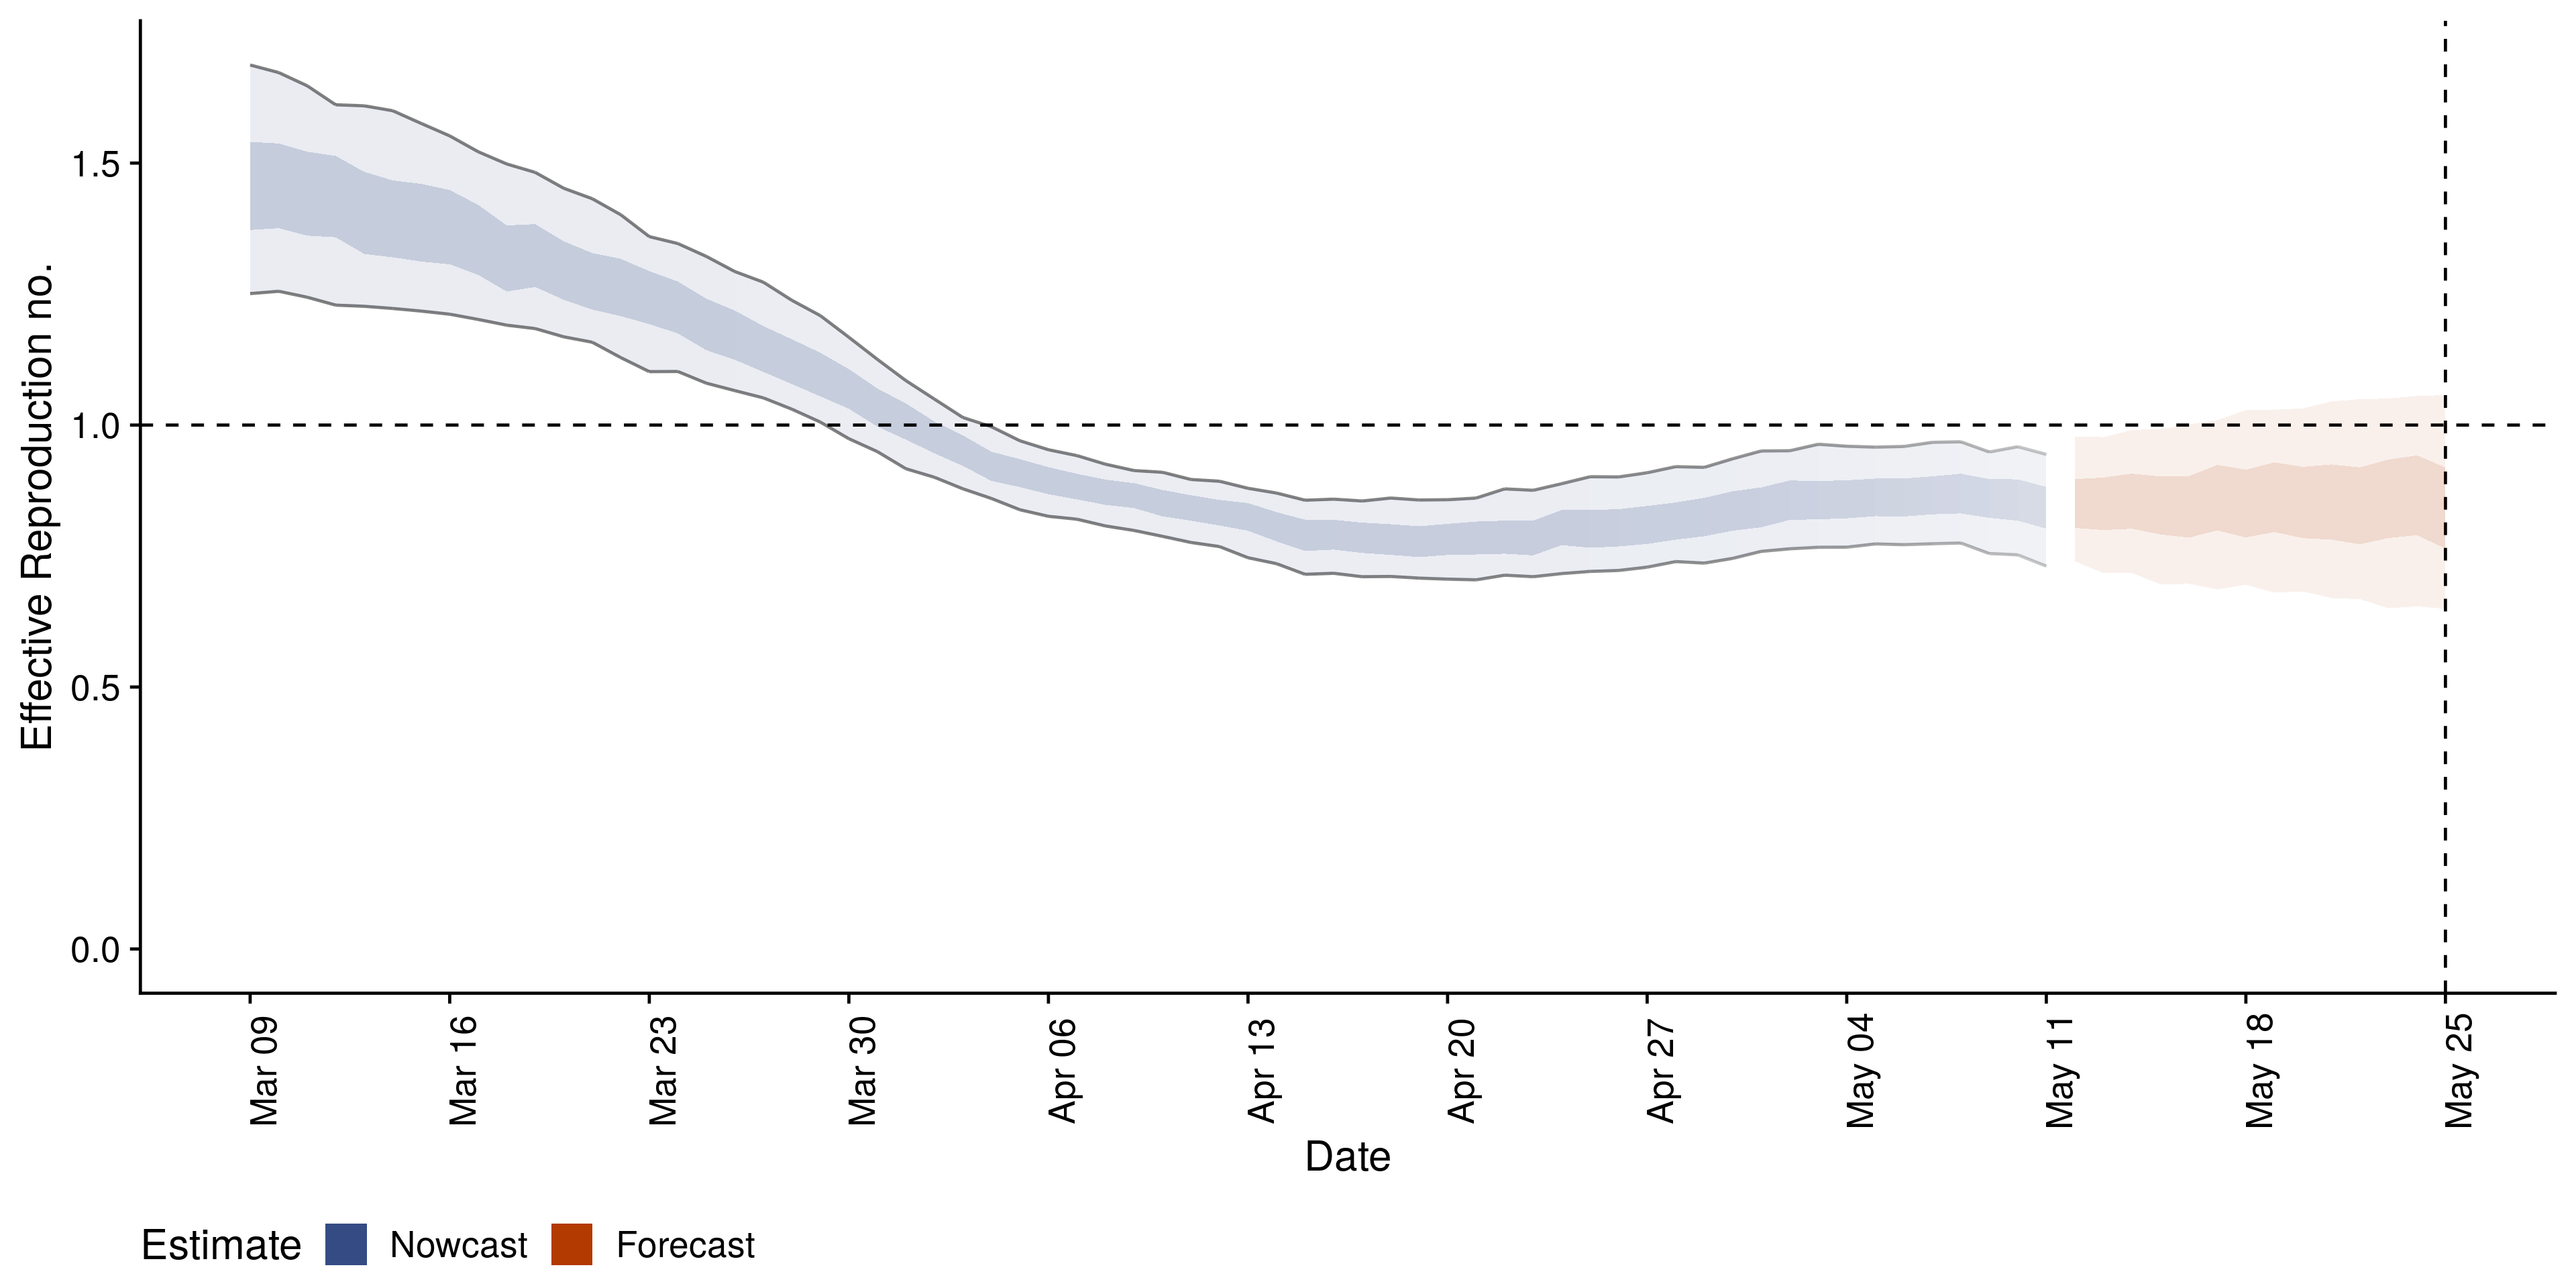 Effective Reproduction no.
1.5
1.0
0.5
0.0
Mar 09
Mar 16
Mar 23
Mar 30
Apr 06
Apr 13
Apr 20
Apr 27
May 04
May 11
May 18
May 25
Date
Estimate Nowcast Forecast